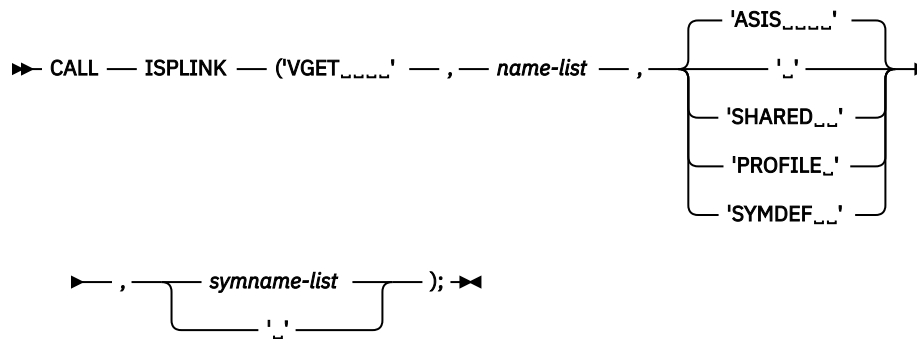 'ASIS␣␣␣␣'
CALL ISPLINK ('VGET␣␣␣␣' , name-list , '␣'
'SHARED␣␣'
'PROFILE␣'
'SYMDEF␣␣'
, symname-list );
'␣'